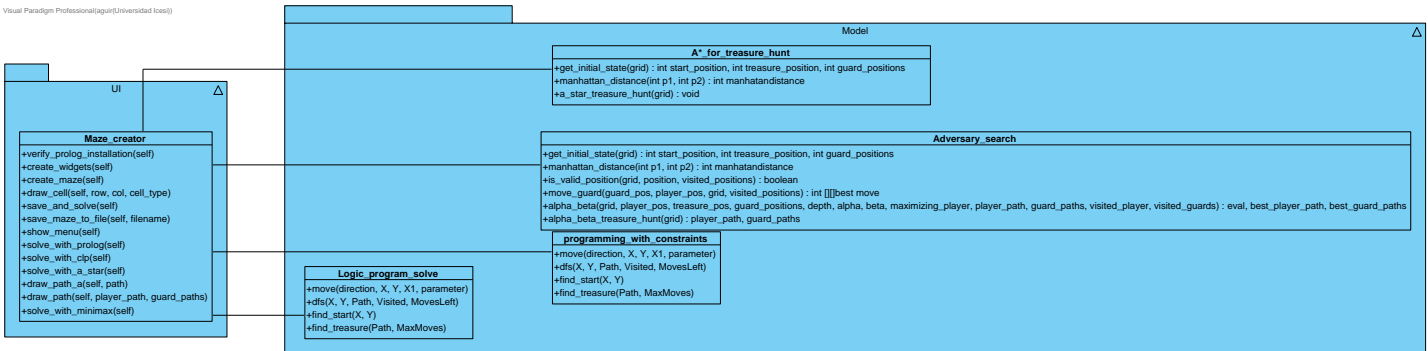 Visual Paradigm Professional(aguir(Universidad Icesi))
Model
A*_for_treasure_hunt
+get_initial_state(grid) : int start_position, int treasure_position, int guard_positions
+manhattan_distance(int p1, int p2) : int manhatandistance
+a_star_treasure_hunt(grid) : void
UI
Maze_creator
+verify_prolog_installation(self)
+create_widgets(self)
+create_maze(self)
+draw_cell(self, row, col, cell_type)
+save_and_solve(self)
+save_maze_to_file(self, filename)
+show_menu(self)
+solve_with_prolog(self)
+solve_with_clp(self)
+solve_with_a_star(self)
+draw_path_a(self, path)
+draw_path(self, player_path, guard_paths)
+solve_with_minimax(self)
Adversary_search
+get_initial_state(grid) : int start_position, int treasure_position, int guard_positions
+manhattan_distance(int p1, int p2) : int manhatandistance
+is_valid_position(grid, position, visited_positions) : boolean
+move_guard(guard_pos, player_pos, grid, visited_positions) : int [][]best move
+alpha_beta(grid, player_pos, treasure_pos, guard_positions, depth, alpha, beta, maximizing_player, player_path, guard_paths, visited_player, visited_guards) : eval, best_player_path, best_guard_paths
+alpha_beta_treasure_hunt(grid) : player_path, guard_paths
programming_with_constraints
+move(direction, X, Y, X1, parameter)
+dfs(X, Y, Path, Visited, MovesLeft)
+find_start(X, Y)
+find_treasure(Path, MaxMoves)
Logic_program_solve
+move(direction, X, Y, X1, parameter)
+dfs(X, Y, Path, Visited, MovesLeft)
+find_start(X, Y)
+find_treasure(Path, MaxMoves)